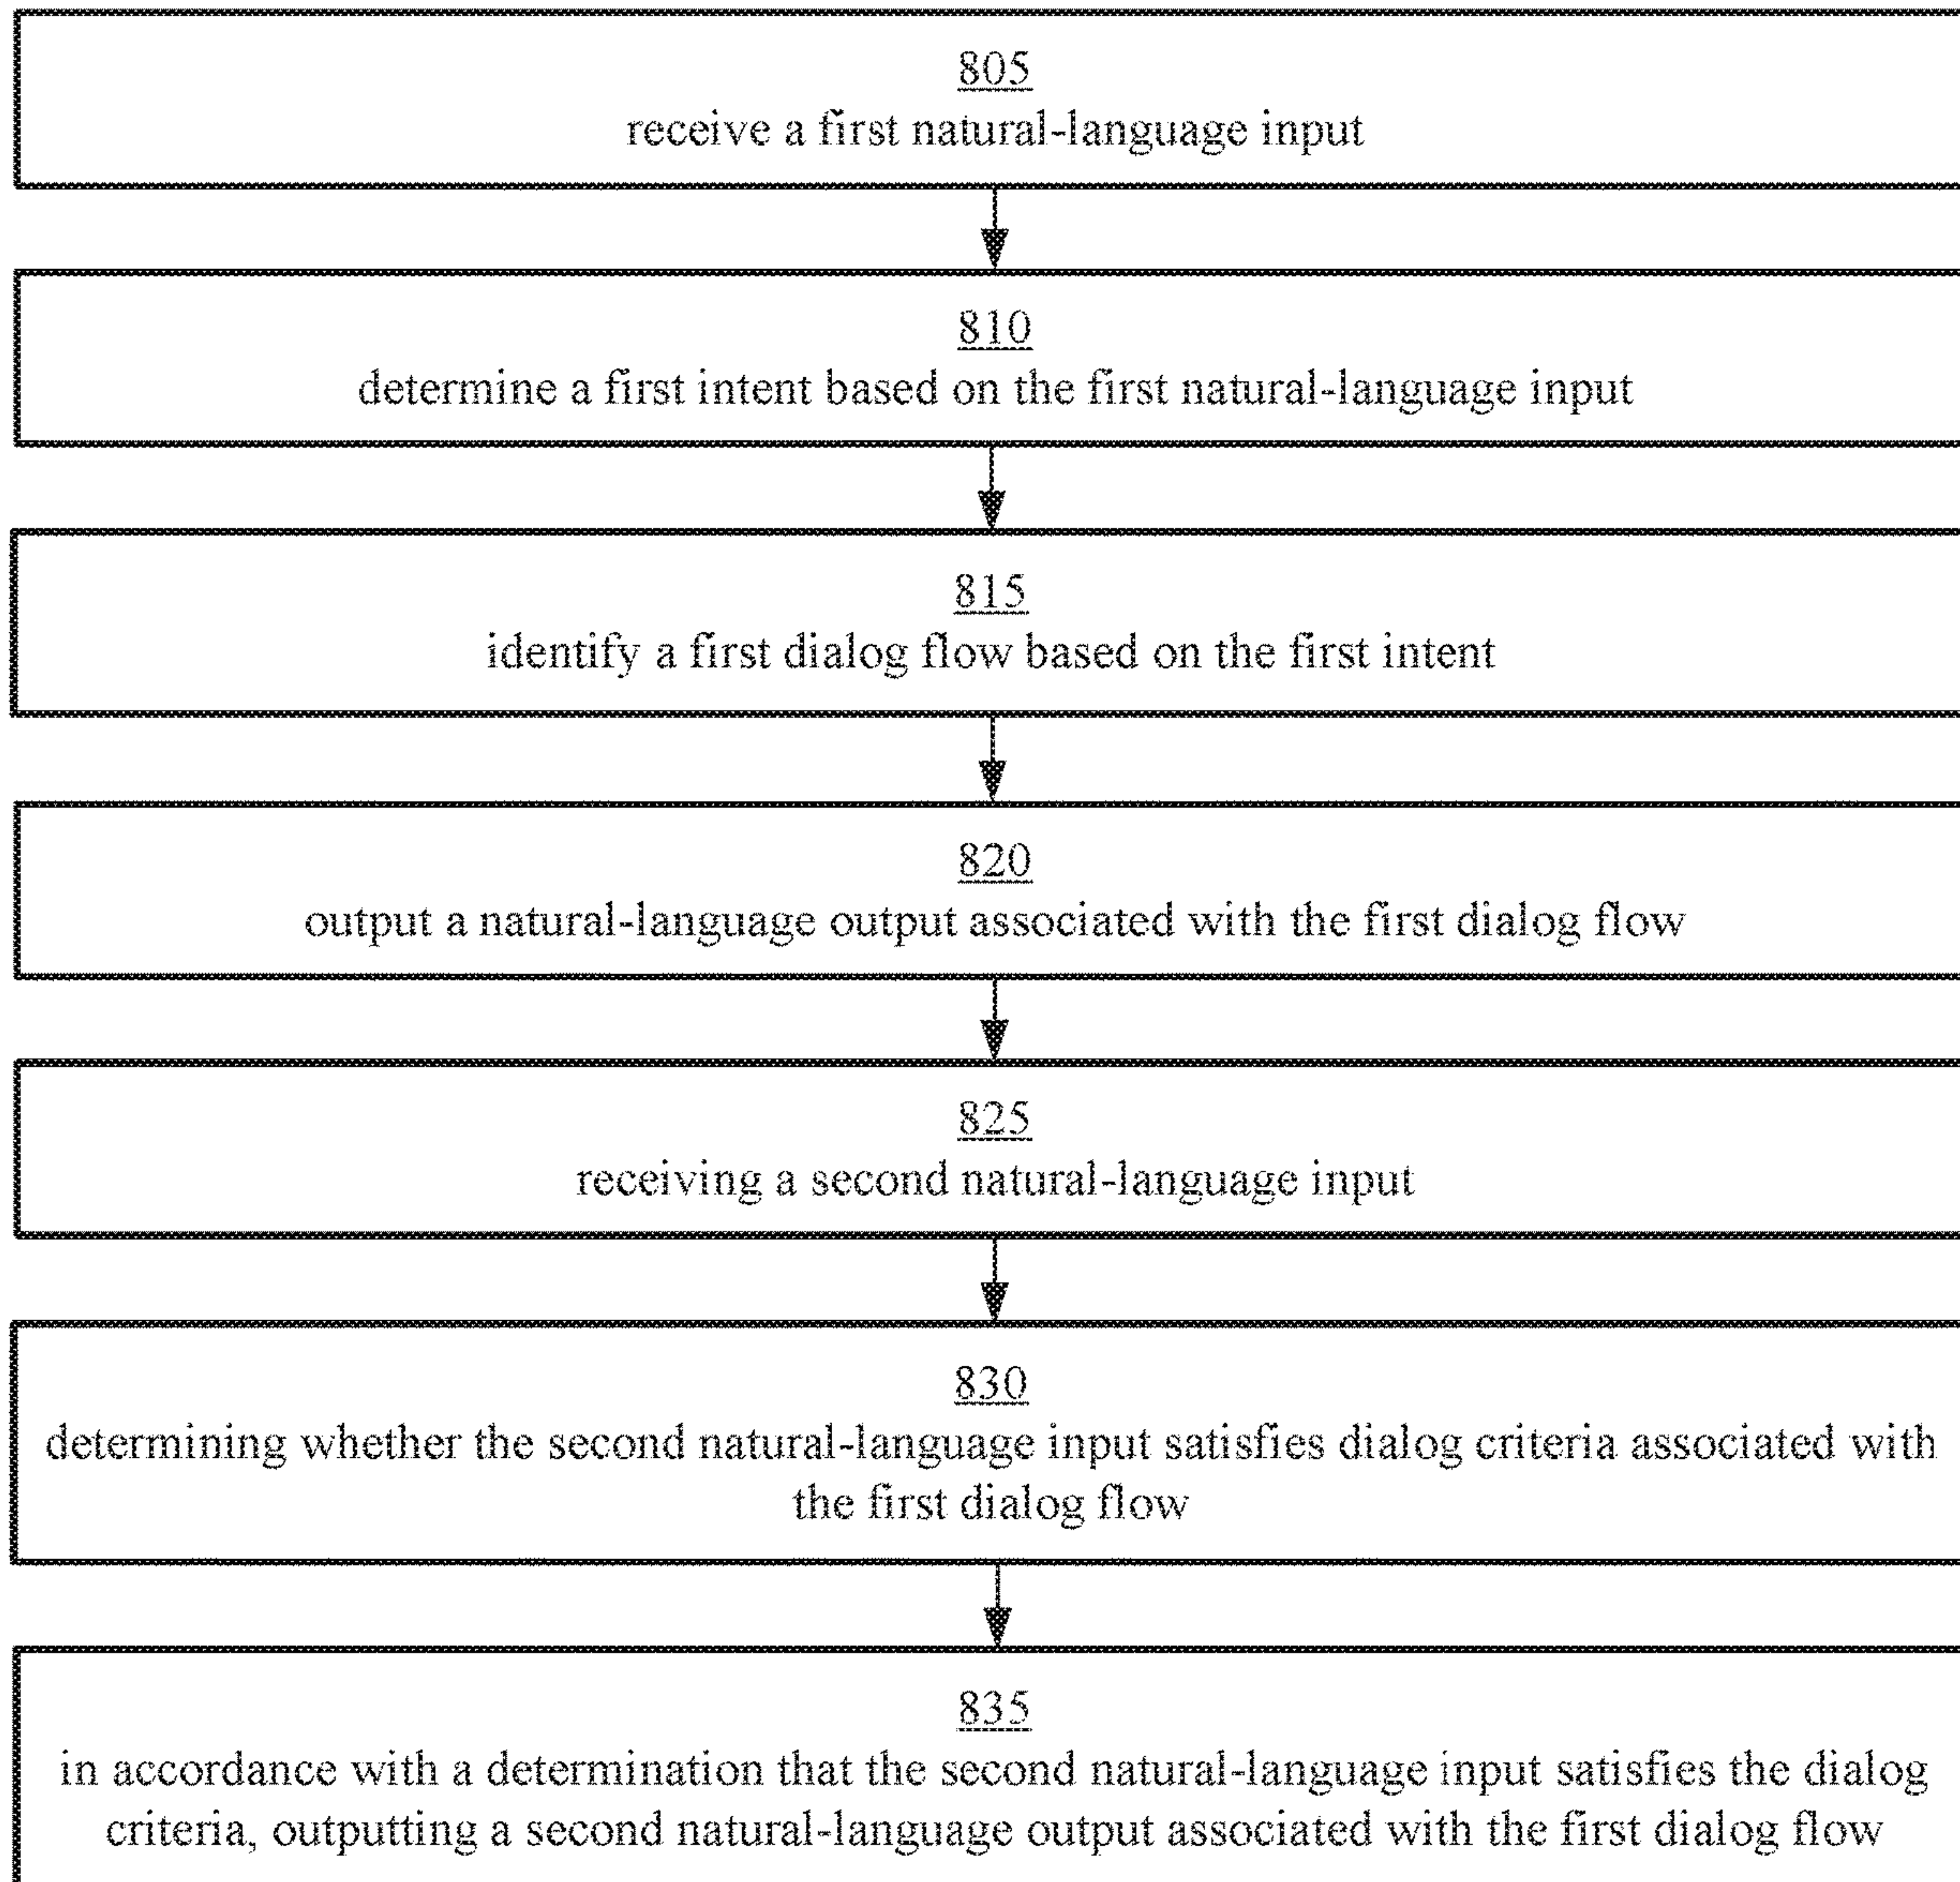 805
receive a first natural-language input
810
determine a first intent based on the first natural-language input
815
identify a first dialog flow based on the first intent
820
output a natural-language output associated with the first dialog flow
825
receiving a second natural-language input
830
determining whether the second natural-language input satisfies dialog criteria associated with
the first dialog flow
835
in accordance with a determination that the second natural-language input satisfies the dialog
criteria, outputting a second natural-language output associated with the first dialog flow